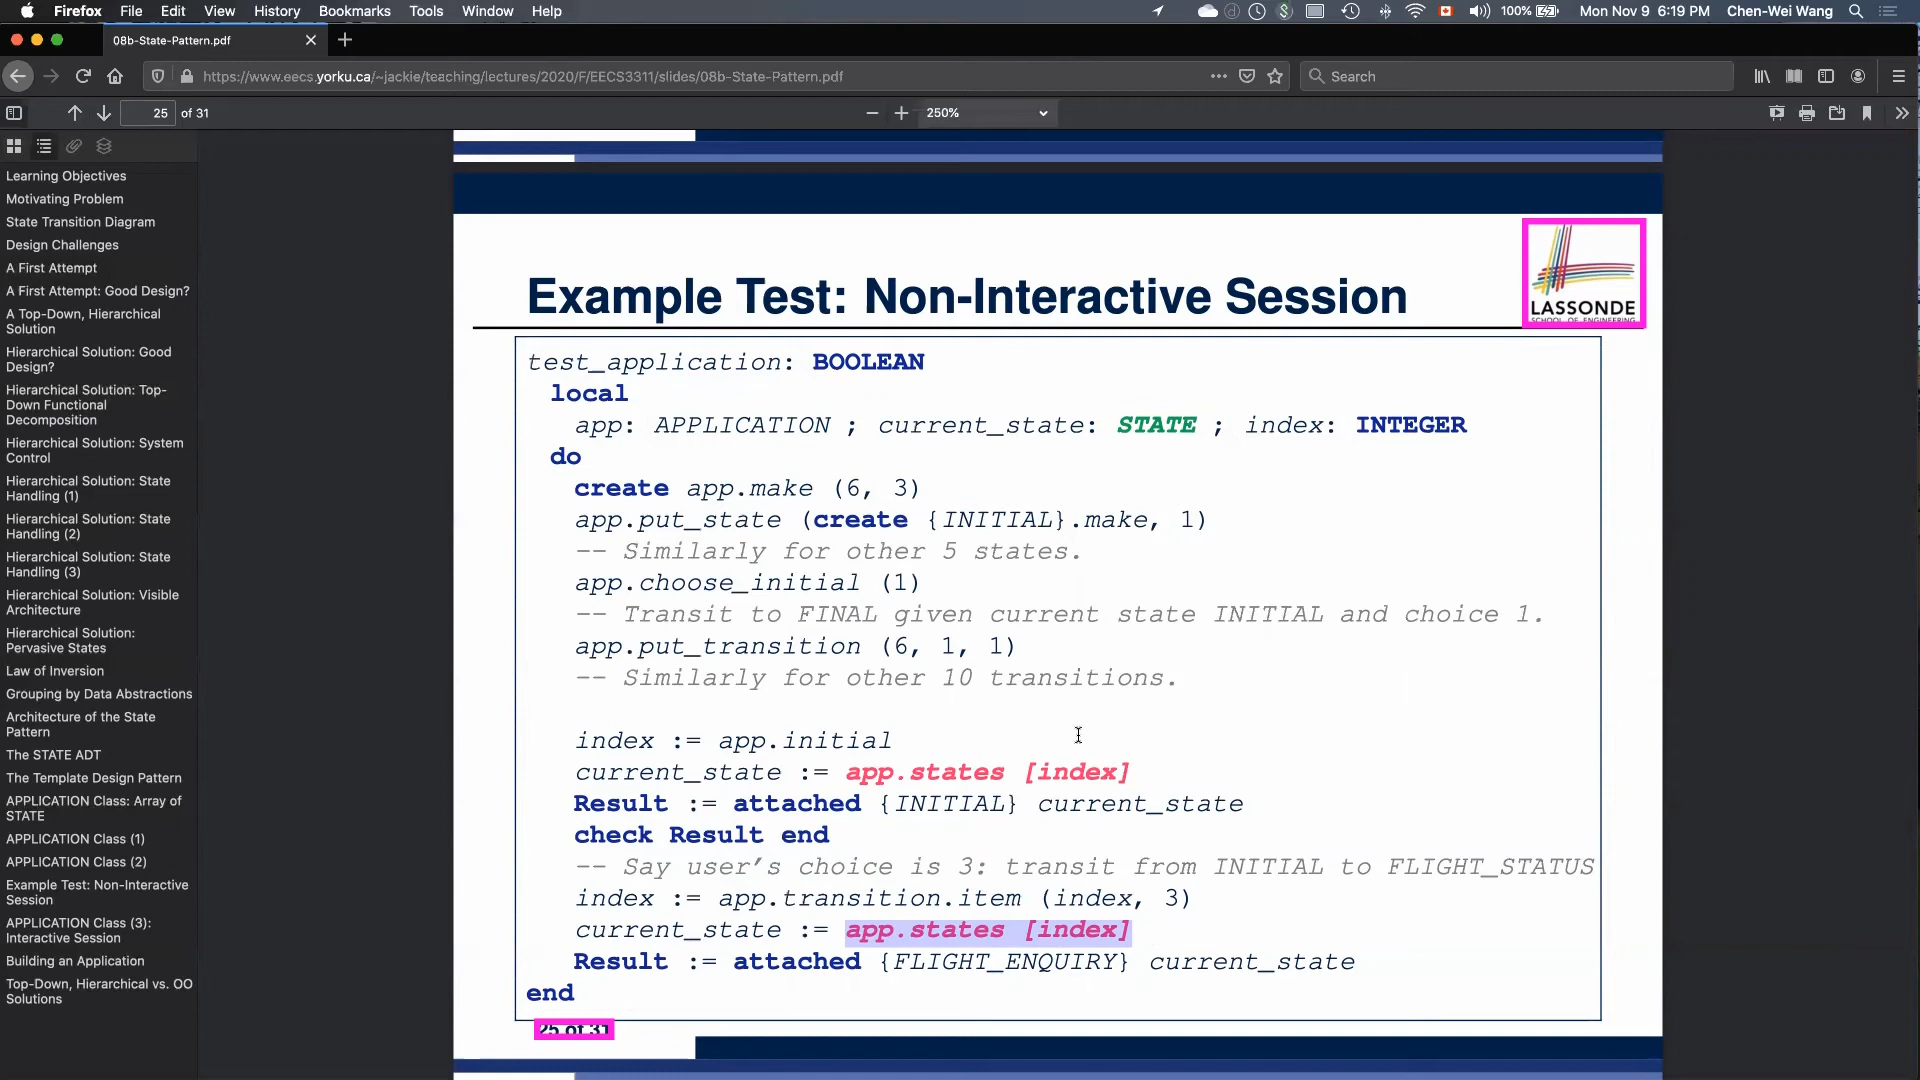 Firefox File Edit View History Bookmarks Tools Window Help 100% Mon Nov 9 6:19 PM Chen-Wei Wang
08b-State-Pattern.pdf
https://www.eecs.yorku.ca/~jackie/teaching/lectures/2020/F/EECS3311/slides/08b-State-Pattern.pdf
Search
25 of 31
250%
Learning Objectives
Motivating Problem
State Transition Diagram
Design Challenges
A First Attempt
A First Attempt: Good Design?
A Top-Down, Hierarchical
Solution
Hierarchical Solution: Good
Design?
Hierarchical Solution: Top-
Down Functional
Decomposition
Hierarchical Solution: System
Control
Hierarchical Solution: State
Handling (1)
Hierarchical Solution: State
Handling (2)
Hierarchical Solution: State
Handling (3)
Hierarchical Solution: Visible
Architecture
Hierarchical Solution:
Pervasive States
Law of Inversion
Grouping by Data Abstractions
Architecture of the State
Pattern
The STATE ADT
The Template Design Pattern
APPLICATION Class: Array of
STATE
APPLICATION Class (1)
APPLICATION Class (2)
Example Test: Non-Interactive
Session
APPLICATION Class (3):
Interactive Session
Building an Application
Top-Down, Hierarchical vs. OO
Solutions
LASSONDE
SCHOOL OF ENGINEERING
Example Test: Non-Interactive Session
test_application: BOOLEAN
local
app: APPLICATION ; current_state: STATE ; index: INTEGER
do
create app.make (6, 3)
app.put_state (create {INITIAL}.make, 1)
-- Similarly for other 5 states.
app.choose_initial (1)
-- Transit to FINAL given current state INITIAL and choice 1.
app.put_transition (6, 1, 1)
-- Similarly for other 10 transitions.
index := app.initial
current_state := app.states [index]
Result := attached {INITIAL} current_state
check Result end
-- Say user's choice is 3: transit from INITIAL to FLIGHT_STATUS
index := app.transition.item (index, 3)
current_state := app.states [index]
Result := attached {FLIGHT_ENQUIRY} current_state
end
25 of 31